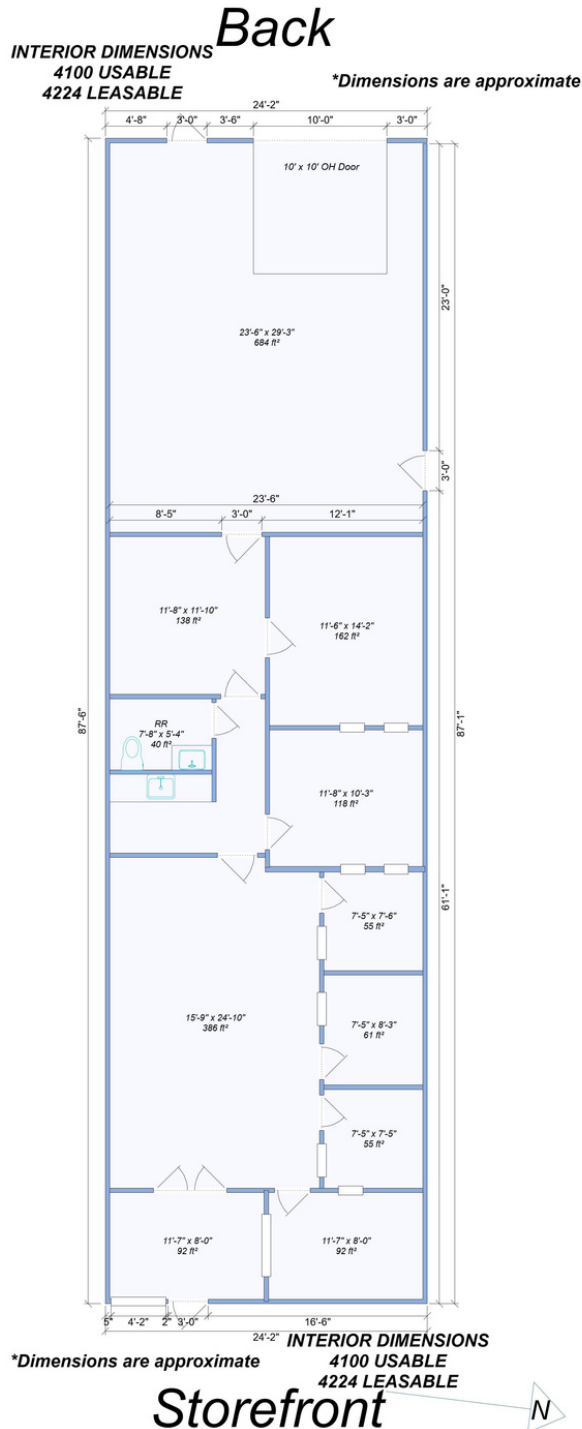 Back
INTERIOR DIMENSIONS
4100 USABLE
4224 LEASABLE
*Dimensions are approximate
24'-2"
4'-8"
3'-0"
3'-6"
10'-0"
3'-0"
10' x 10' OH Door
23'-0"
23'-6" x 29'-3"
684 ft²
3'-0"
23'-6"
8'-5"
3'-0"
12'-1"
11'-8" x 11'-10"
138 ft²
11'-6" x 14'-2"
162 ft²
87'-6"
87'-1"
RR
7'-8" x 5'-4"
40 ft²
11'-8" x 10'-3"
118 ft²
61'-1"
7'-5" x 7'-6"
55 ft²
15'-9" x 24'-10"
386 ft²
7'-5" x 8'-3"
61 ft²
7'-5" x 7'-5"
55 ft²
11'-7" x 8'-0"
92 ft²
11'-7" x 8'-0"
92 ft²
5"
4'-2"
2"
3'-0"
16'-6"
24'-2"
INTERIOR DIMENSIONS
4100 USABLE
4224 LEASABLE
*Dimensions are approximate
Storefront
N